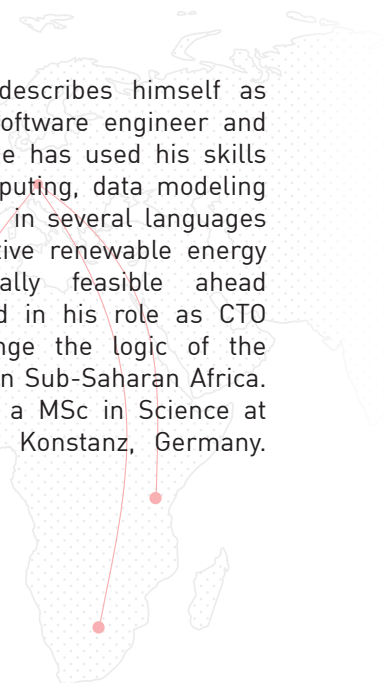 describes himself as
oftware engineer and
e has used his skills
puting, data modeling
in several languages
tive renewable energy
ally feasible ahead
d in his role as CTO
nge the logic of the
n Sub-Saharan Africa.
a MSc in Science at
Konstanz, Germany.